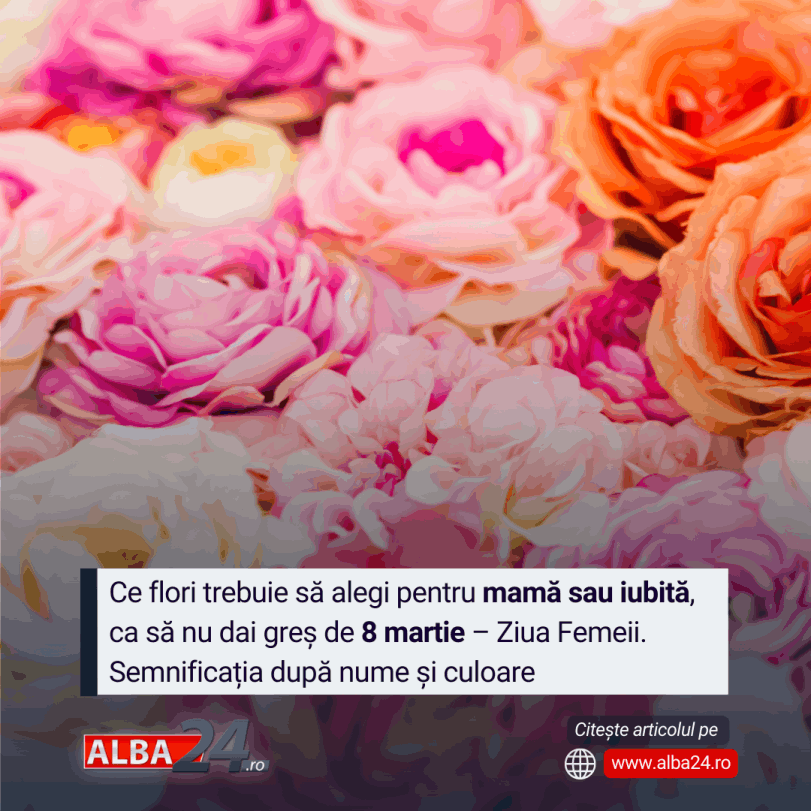 Ce flori trebuie să alegi pentru mamă sau iubită,
ca să nu dai greș de 8 martie – Ziua Femeii.
Semnificația după nume și culoare
ALBA24.ro
Citește articolul pe
www.alba24.ro